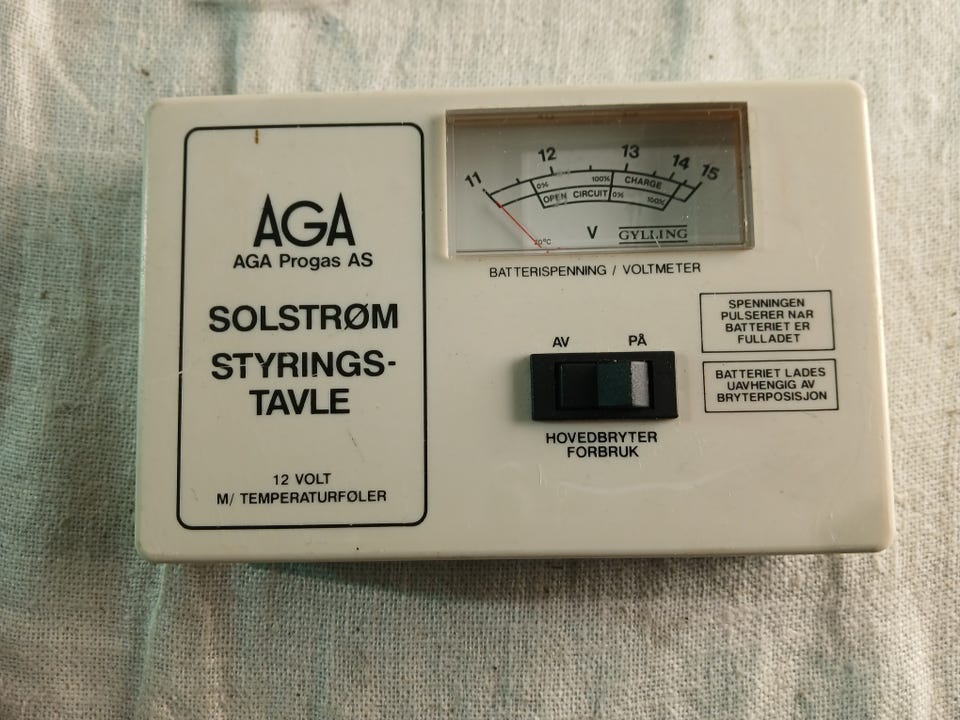 AGA
AGA Progas AS
SOLSTRØM
STYRINGS-
TAVLE
12 VOLT
M/ TEMPERATURFØLER
11 12 13 14 15
0% 100% CHARGE
OPEN CIRCUIT 0% 100%
V GYLLING
20°C
BATTERISPENNING / VOLTMETER
SPENNINGEN
PULSERER NAR
BATTERIET ER
FULLADET
AV PÅ
BATTERIET LADES
UAVHENGIG AV
BRYTERPOSISJON
HOVEDBRYTER
FORBRUK